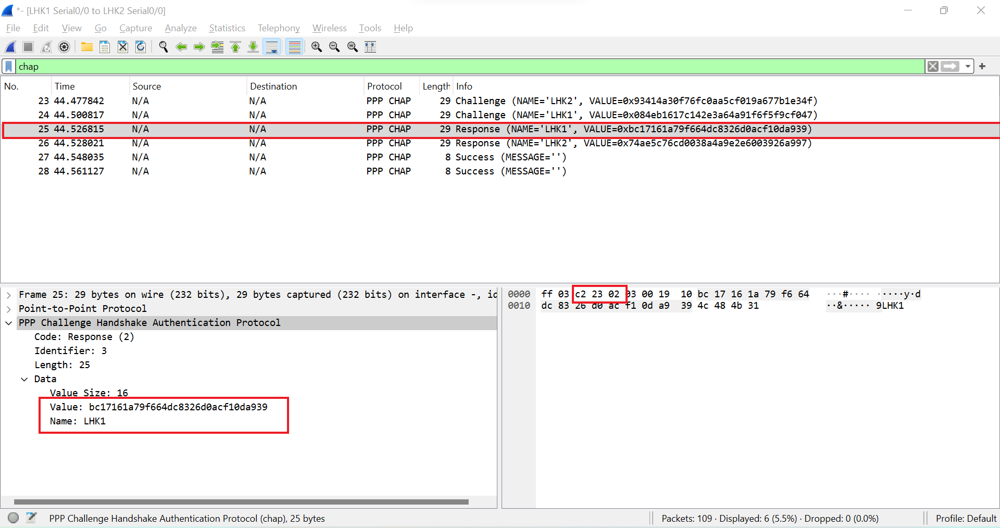 *- [LHK1 Serial0/0 to LHK2 Serial0/0]
File Edit View Go Capture Analyze Statistics Telephony Wireless Tools Help
chap
No. Time Source Destination Protocol Length Info
23 44.477842 N/A N/A PPP CHAP 29 Challenge (NAME='LHK2', VALUE=0x93414a30f76fc0aa5cf019a677b1e34f)
24 44.500817 N/A N/A PPP CHAP 29 Challenge (NAME='LHK1', VALUE=0x084eb1617c142e3a64a91f6f5f9cf047)
25 44.526815 N/A N/A PPP CHAP 29 Response (NAME='LHK1', VALUE=0xbc17161a79f664dc8326d0acf10da939)
26 44.528021 N/A N/A PPP CHAP 29 Response (NAME='LHK2', VALUE=0x74ae5c76cd0038a4a9e2e6003926a997)
27 44.548035 N/A N/A PPP CHAP 8 Success (MESSAGE='')
28 44.561127 N/A N/A PPP CHAP 8 Success (MESSAGE='')
Frame 25: 29 bytes on wire (232 bits), 29 bytes captured (232 bits) on interface -, id
Point-to-Point Protocol
PPP Challenge Handshake Authentication Protocol
Code: Response (2)
Identifier: 3
Length: 25
Data
Value Size: 16
Value: bc17161a79f664dc8326d0acf10da939
Name: LHK1
0000 ff 03 c2 23 02 03 00 19 10 bc 17 16 1a 79 f6 64 ···#···· ·····y·d
0010 dc 83 26 d0 ac f1 0d a9 39 4c 48 4b 31 ··&····· 9LHK1
PPP Challenge Handshake Authentication Protocol (chap), 25 bytes
Packets: 109 · Displayed: 6 (5.5%) · Dropped: 0 (0.0%)
Profile: Default